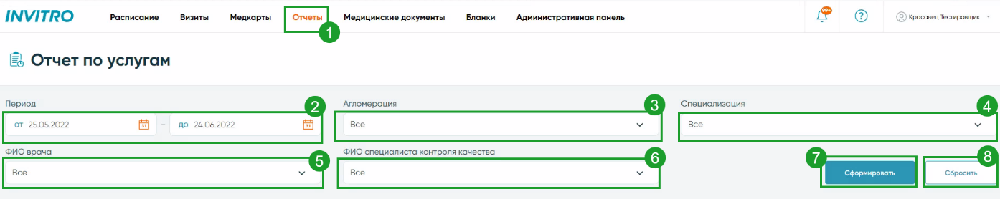 INVITRO Расписание Визиты Медкарты Отчеты Медицинские документы Бланки Административная панель 99+ ? Красавец Тестировщик
1
Отчет по услугам
Период 2 Агломерация 3 Специализация 4
от 25.05.2022 31 – до 24.06.2022 31 Все Все
ФИО врача 5 ФИО специалиста контроля качества 6 7 8
Все Все Сформировать Сбросить